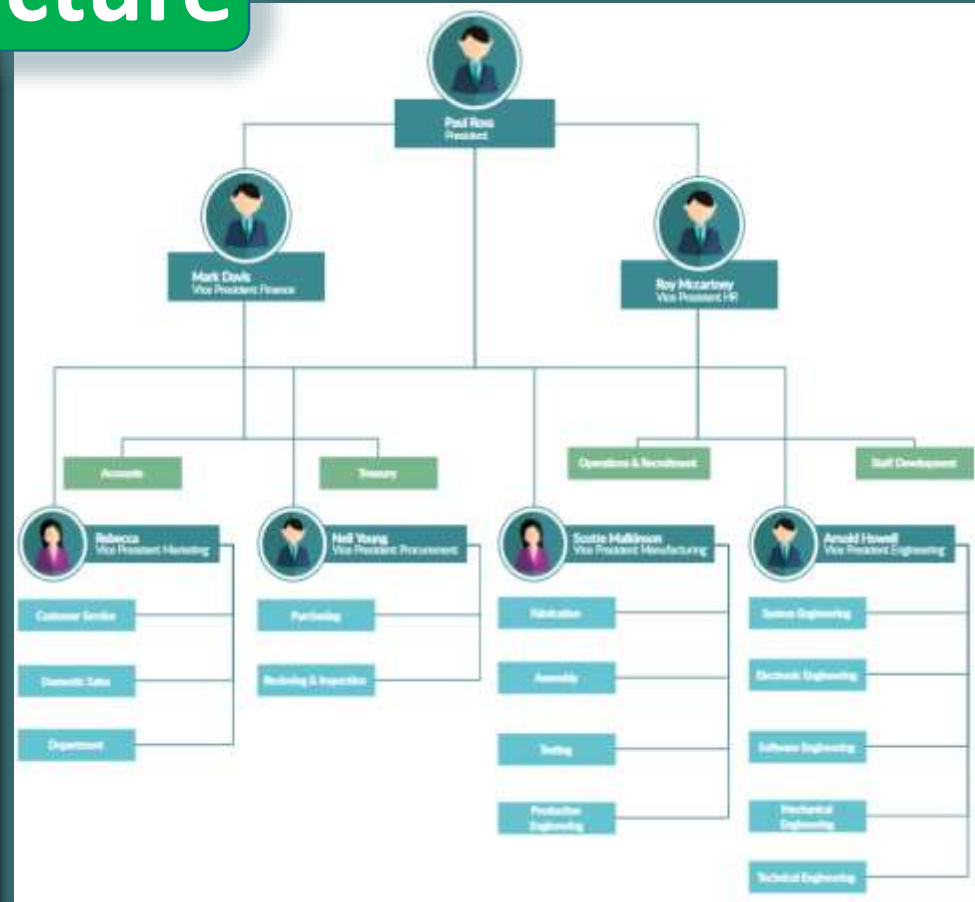 cture
Paul Ross
President
Mark Davis
Vice President Finance
Roy Mccartney
Vice President HR
Accounts
Treasury
Operations & Recruitment
Staff Development
Rebecca
Vice President Marketing
Neil Young
Vice President Procurement
Scotie Malkinson
Vice President Manufacturing
Arnold Howell
Vice President Engineering
Customer Service
Domestic Sales
Department
Purchasing
Recieving & Inspection
Fabrication
Assembly
Testing
Production
Engineering
System Engineering
Electronic Engineering
Software Engineering
Mechanical
Engineering
Technical Engineering